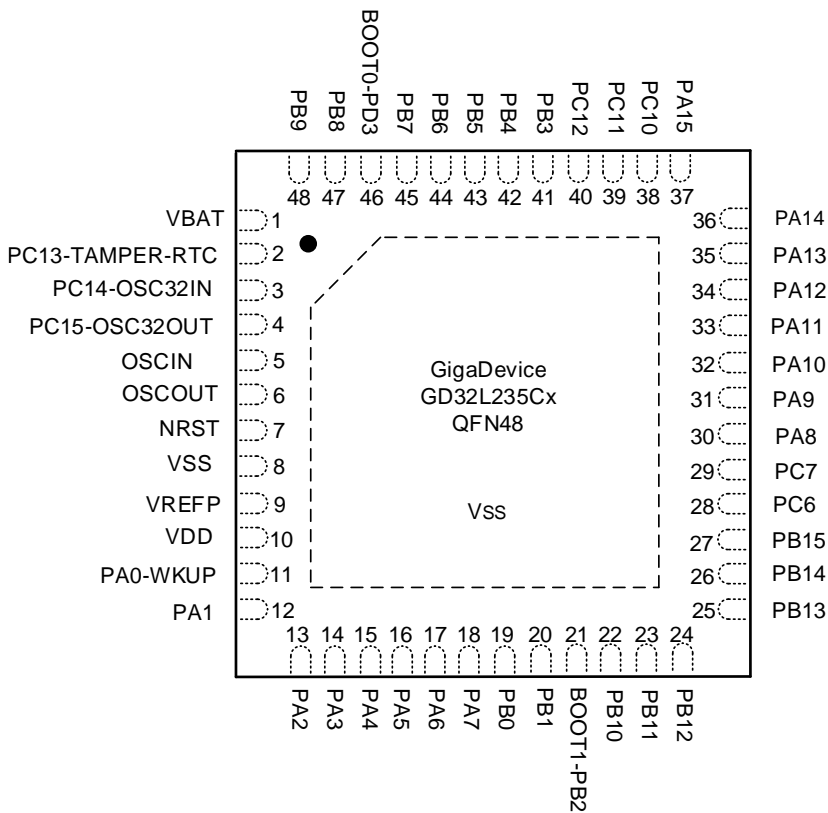 PB9 PB8 BOOT0-PD3 PB7 PB6 PB5 PB4 PB3 PC12 PC11 PC10 PA15
48 47 46 45 44 43 42 41 40 39 38 37
VBAT 1 36 PA14
PC13-TAMPER-RTC 2 35 PA13
PC14-OSC32IN 3 34 PA12
PC15-OSC32OUT 4 33 PA11
OSCIN 5 32 PA10
OSCOUT 6 31 PA9
NRST 7 30 PA8
VSS 8 29 PC7
VREFP 9 28 PC6
VDD 10 27 PB15
PA0-WKUP 11 26 PB14
PA1 12 25 PB13
GigaDevice
GD32L235Cx
QFN48
VSS
13 14 15 16 17 18 19 20 21 22 23 24
PA2 PA3 PA4 PA5 PA6 PA7 PB0 PB1 BOOT1-PB2 PB10 PB11 PB12